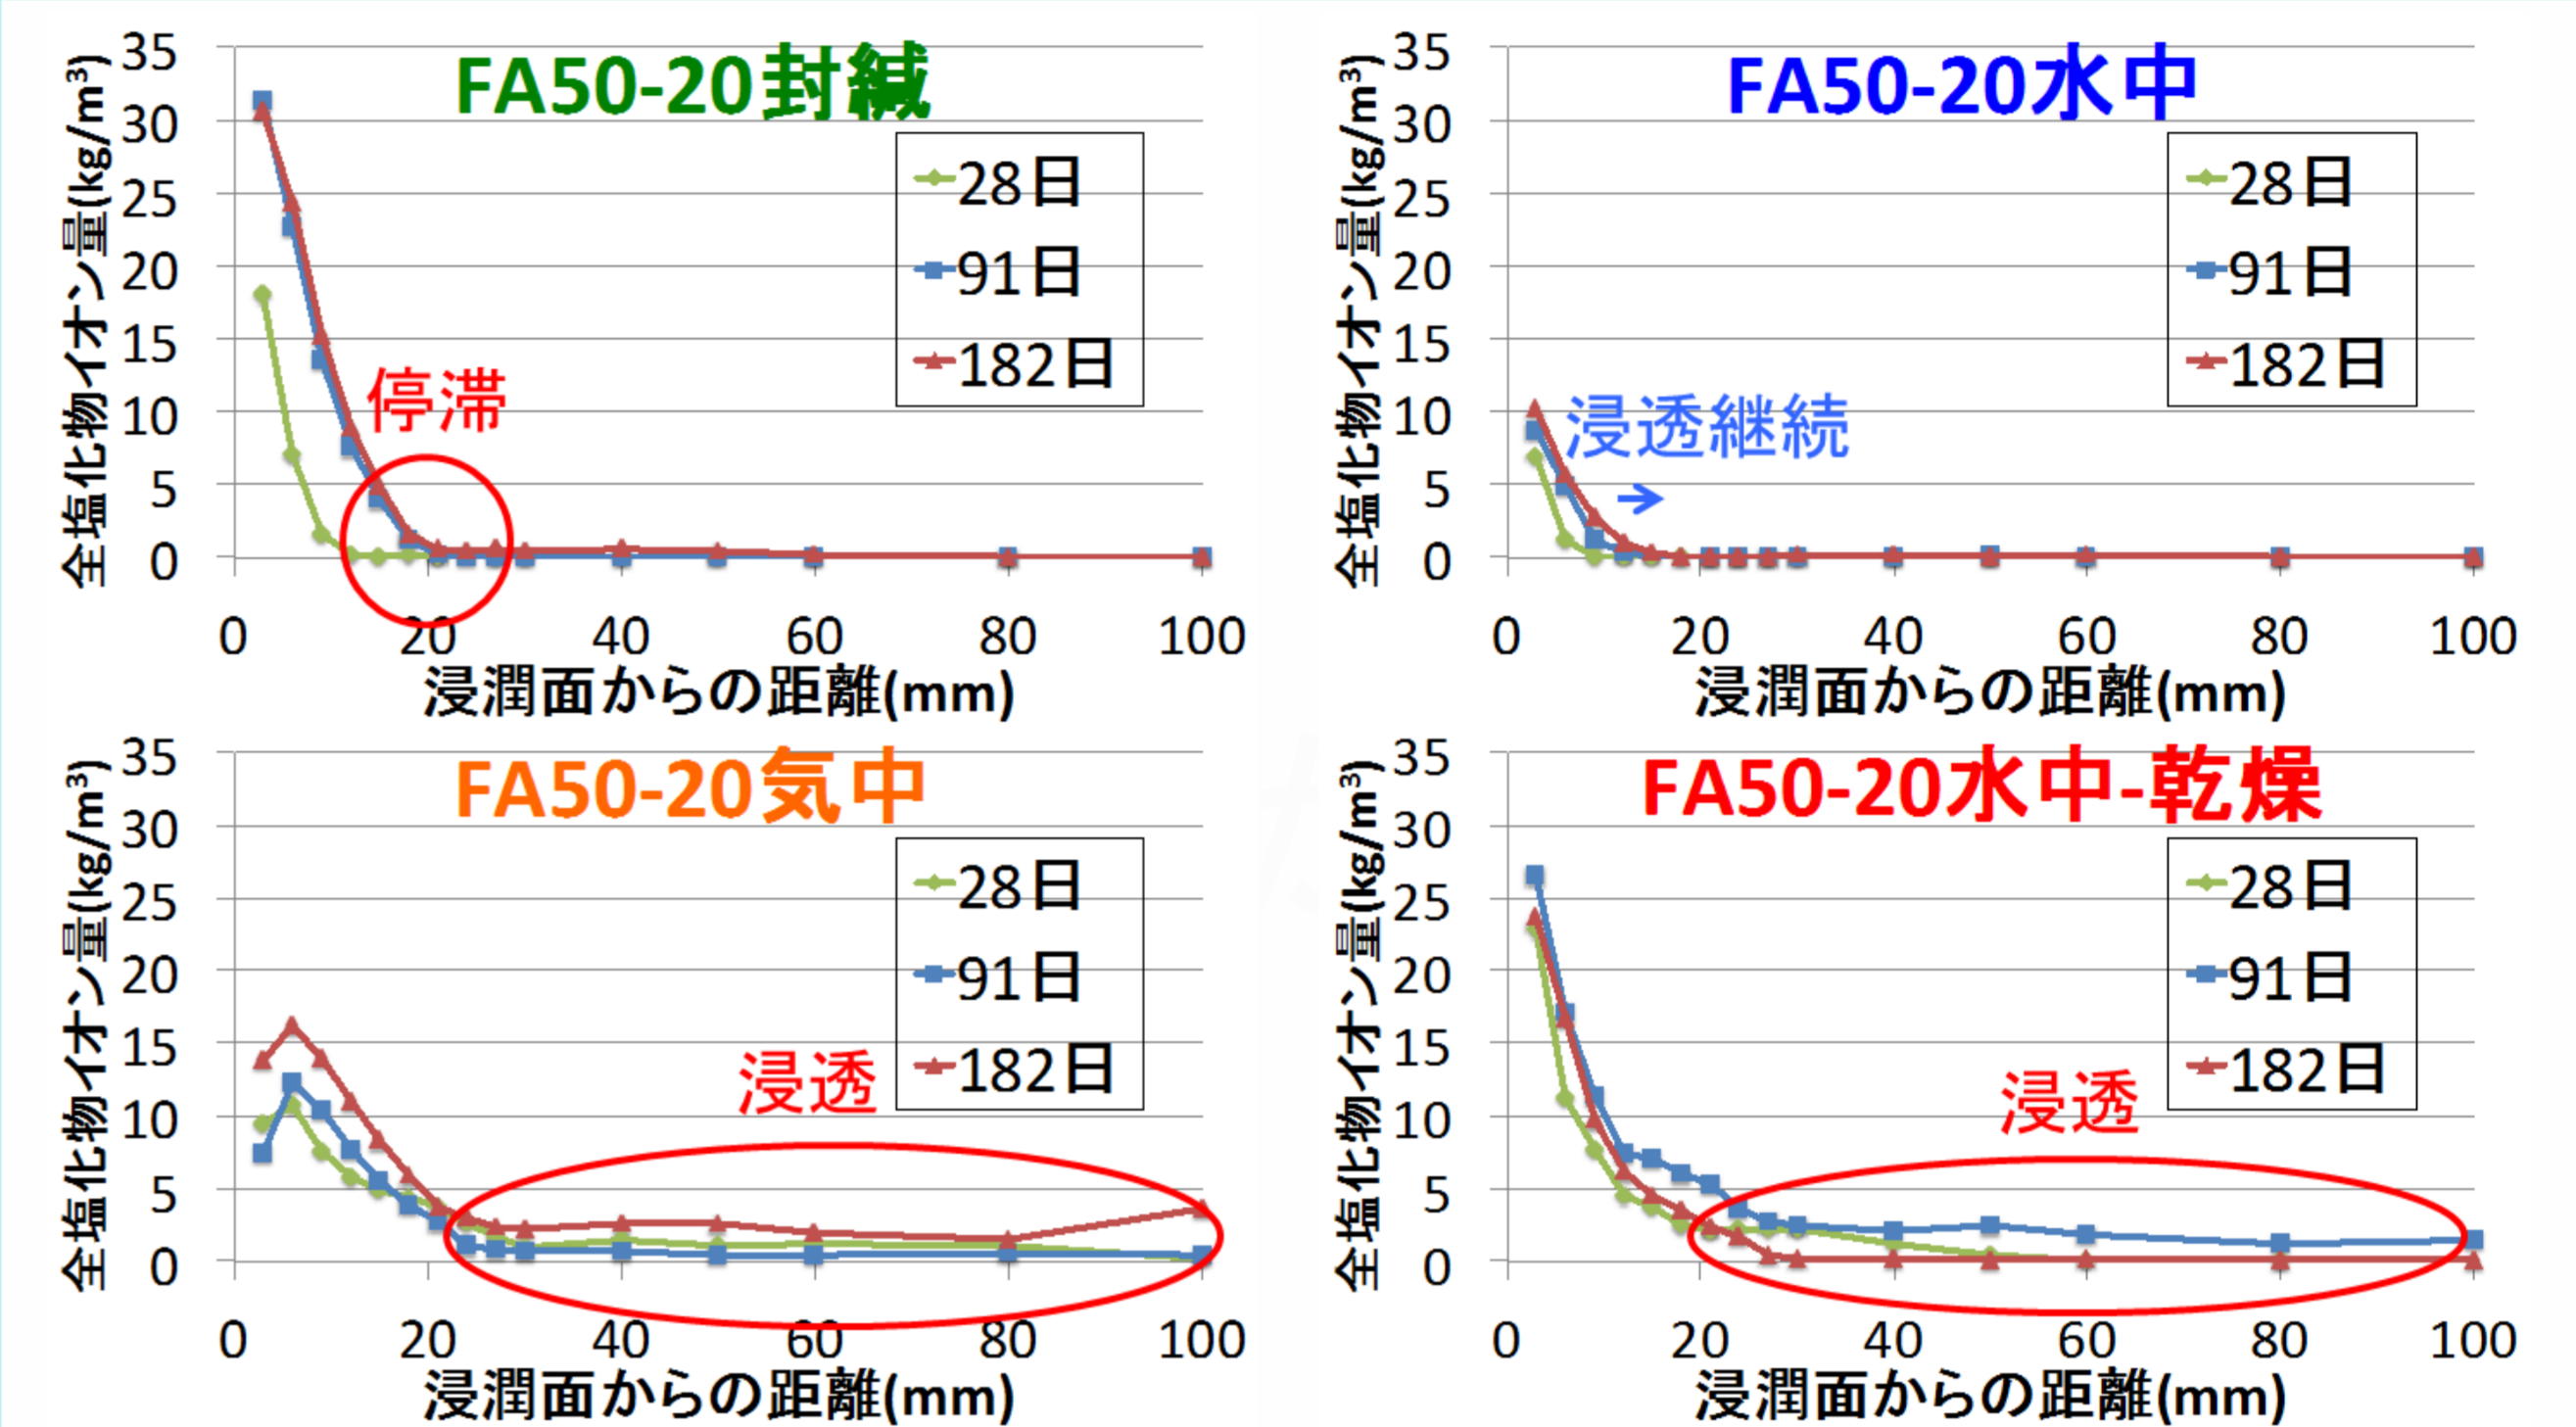 FA50-20封緘
全塩化物イオン量(kg/m³)
35
30
25
20
15
10
5
0
28日
91日
182日
停滞
0 20 40 60 80 100
浸潤面からの距離(mm)
FA50-20水中
全塩化物イオン量(kg/m³)
35
30
25
20
15
10
5
0
28日
91日
182日
浸透継続
0 20 40 60 80 100
浸潤面からの距離(mm)
FA50-20気中
全塩化物イオン量(kg/m³)
35
30
25
20
15
10
5
0
28日
91日
182日
浸透
0 20 40 60 80 100
浸潤面からの距離(mm)
FA50-20水中-乾燥
全塩化物イオン量(kg/m³)
35
30
25
20
15
10
5
0
28日
91日
182日
浸透
0 20 40 60 80 100
浸潤面からの距離(mm)